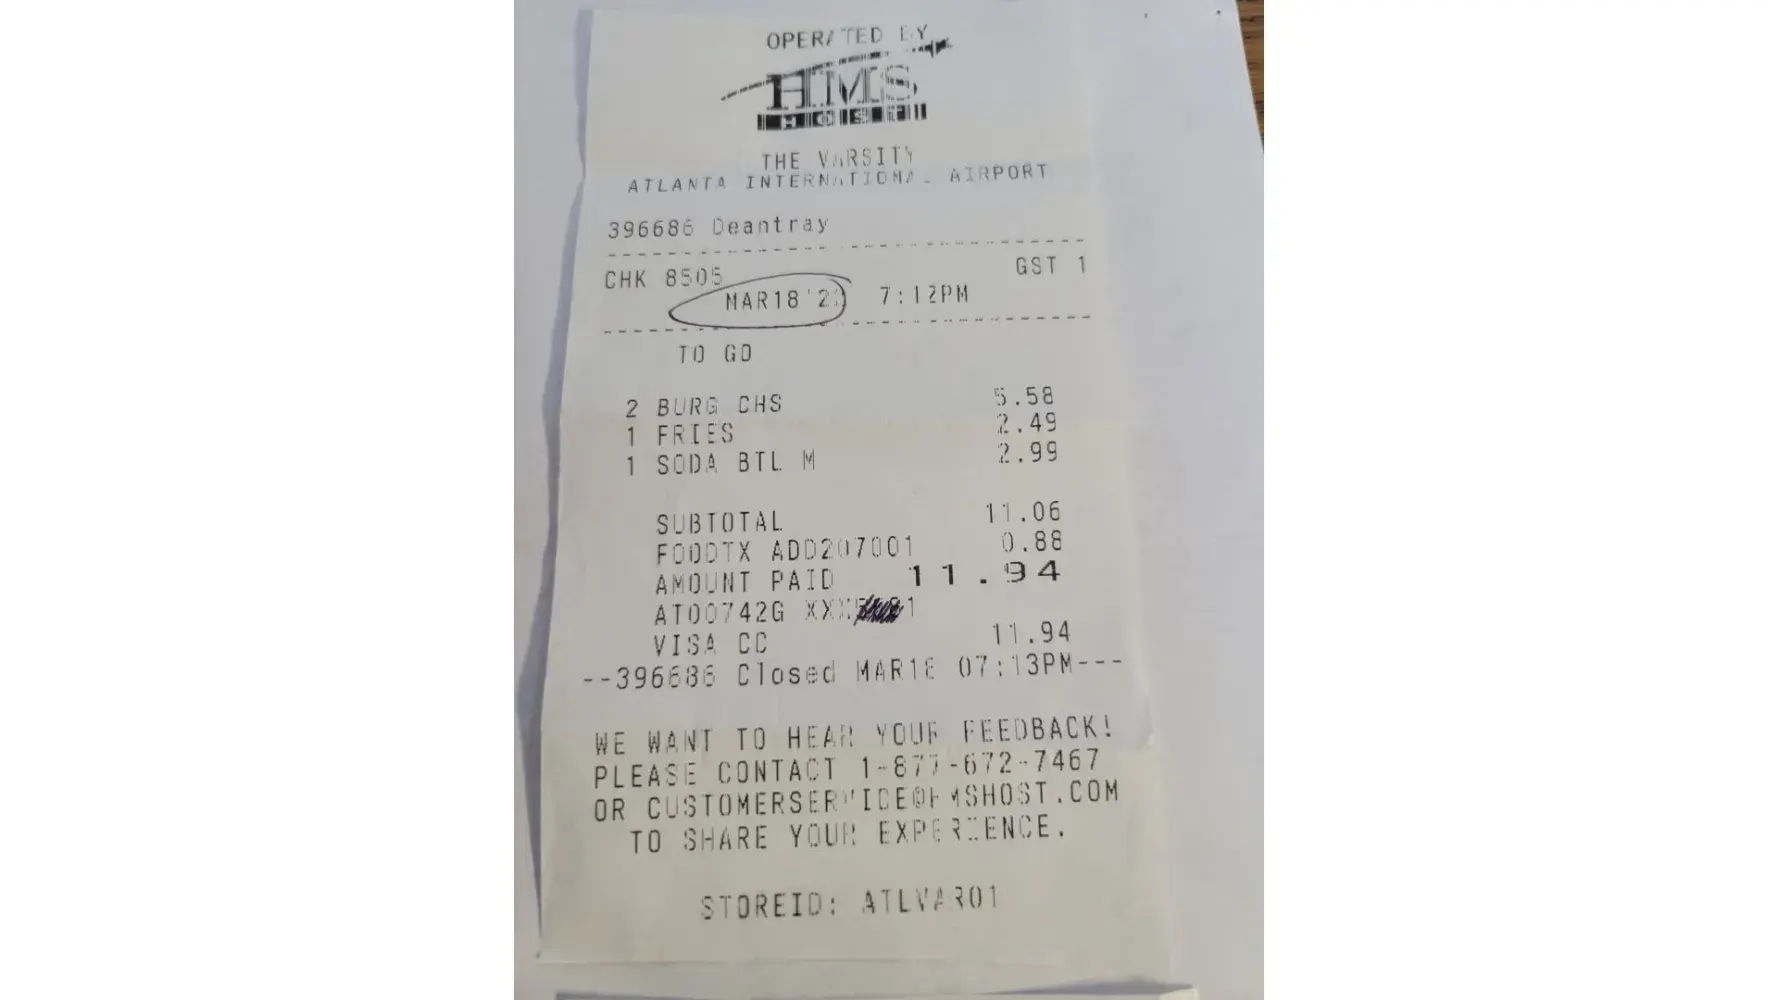 OPERATED BY
HMS
HOST
THE VARSITY
ATLANTA INTERNATIONAL AIRPORT
396686 Deantray
CHK 8505 GST 1
MAR18 7:12PM
TO GO
2 BURG CHS 5.58
1 FRIES 2.49
1 SODA BTL M 2.99
SUBTOTAL 11.06
FOODTX ADD207001 0.88
AMOUNT PAID 11.94
AT00742G
VISA CC 11.94
--396686 Closed MAR18 07:13PM---
WE WANT TO HEAR YOUR FEEDBACK!
PLEASE CONTACT 1-877-672-7467
OR CUSTOMERSERVICE@HMSHOST.COM
TO SHARE YOUR EXPERIENCE.
STOREID: ATLVAR01